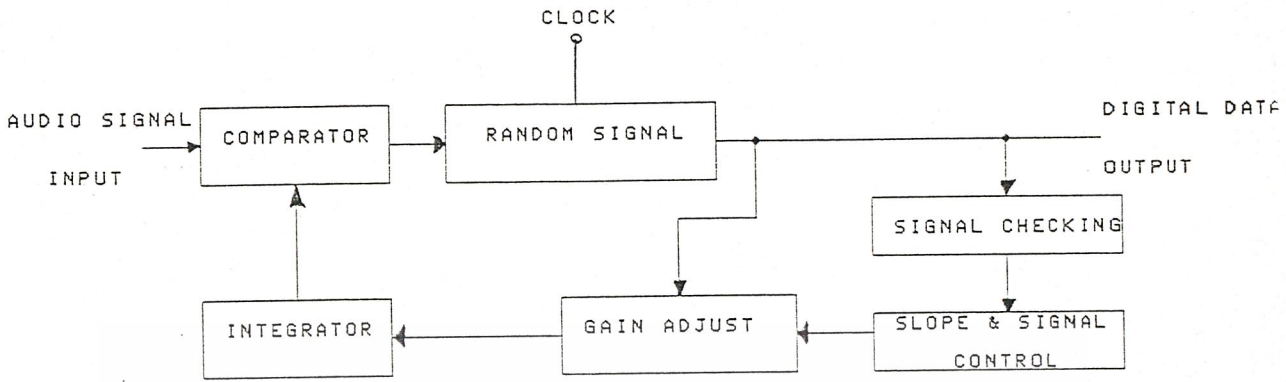 CLOCK
AUDIO SIGNAL
INPUT
COMPARATOR
RANDOM SIGNAL
DIGITAL DATA
OUTPUT
SIGNAL CHECKING
INTEGRATOR
GAIN ADJUST
SLOPE & SIGNAL
CONTROL